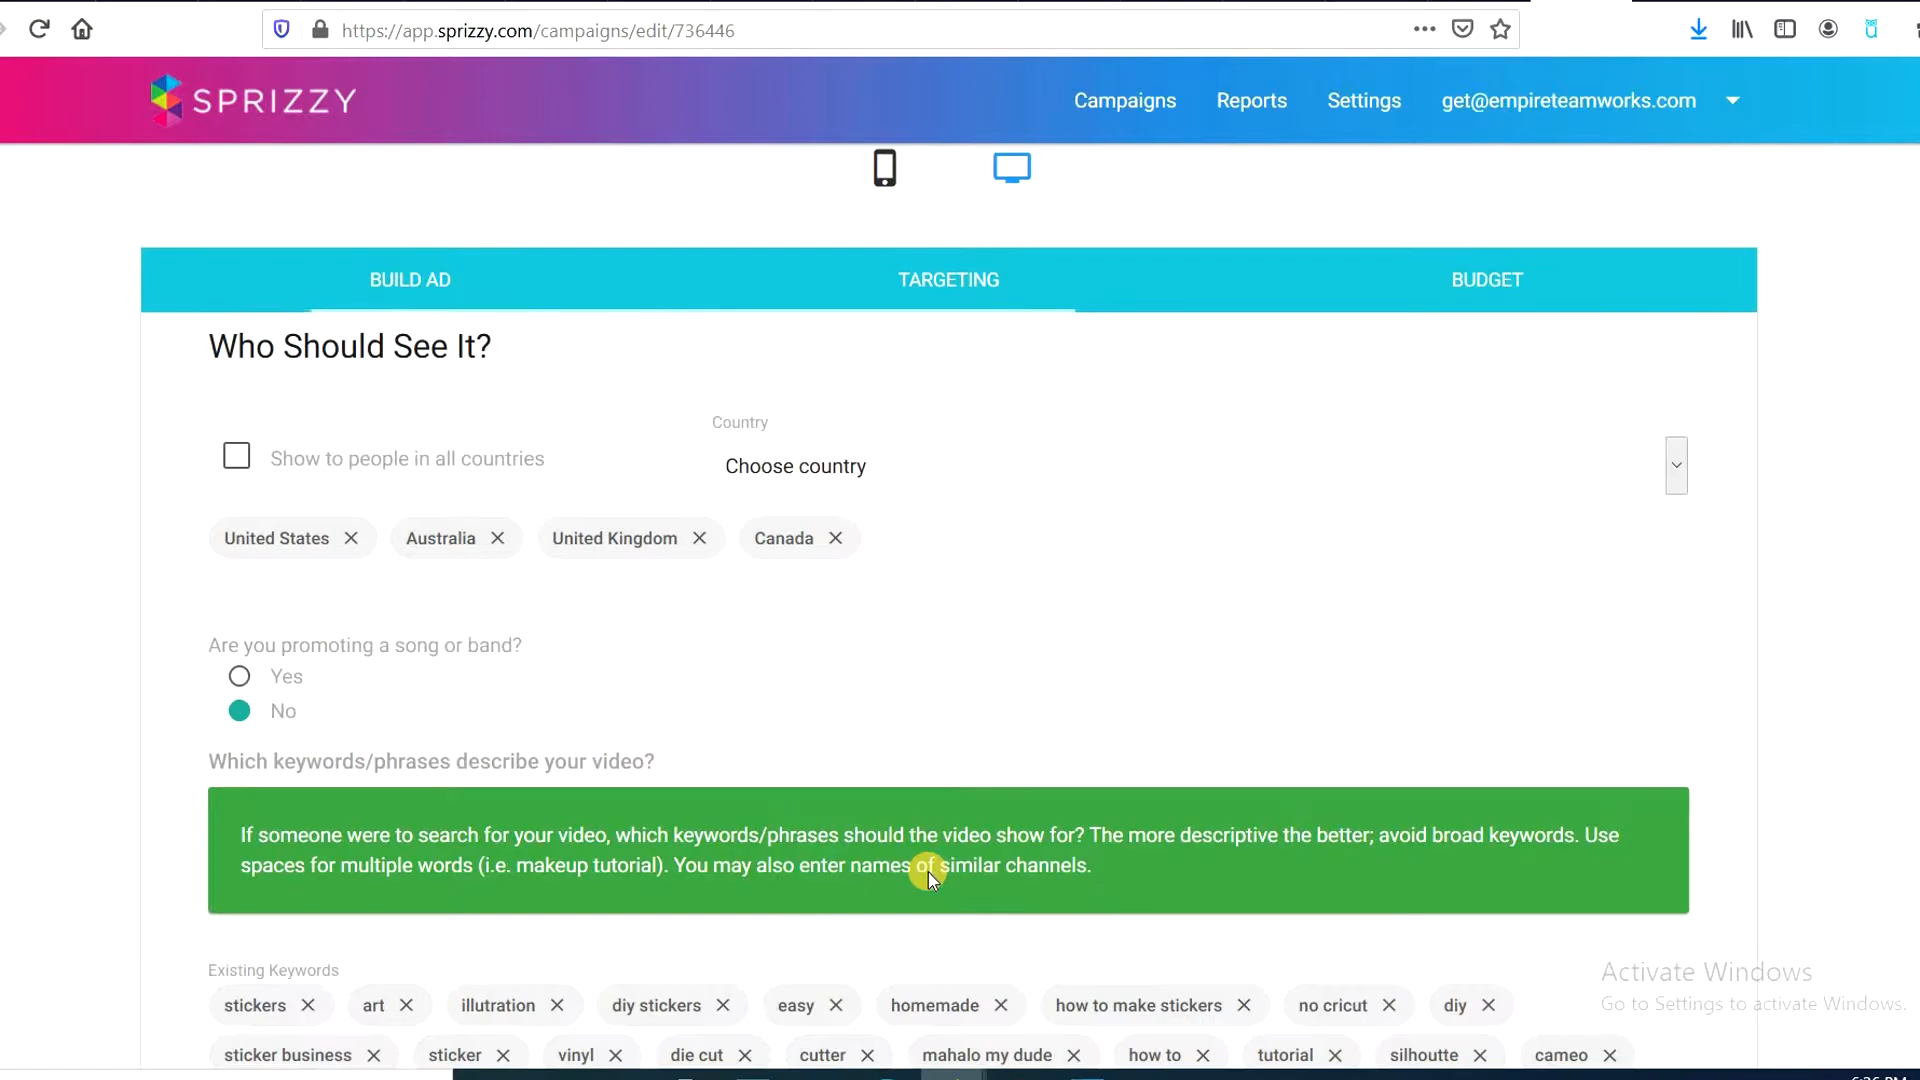 https://app.sprizzy.com/campaigns/edit/736446
SPRIZZY
Campaigns Reports Settings get@empireteamworks.com
BUILD AD TARGETING BUDGET
Who Should See It?
Country
Show to people in all countries
Choose country
United States Australia United Kingdom Canada
Are you promoting a song or band?
Yes
No
Which keywords/phrases describe your video?
If someone were to search for your video, which keywords/phrases should the video show for? The more descriptive the better; avoid broad keywords. Use
spaces for multiple words (i.e. makeup tutorial). You may also enter names of similar channels.
Existing Keywords
Activate Windows
Go to Settings to activate Windows.
stickers art illutration diy stickers easy homemade how to make stickers no cricut diy
sticker business sticker vinyl die cut cutter mahalo my dude how to tutorial silhoutte cameo